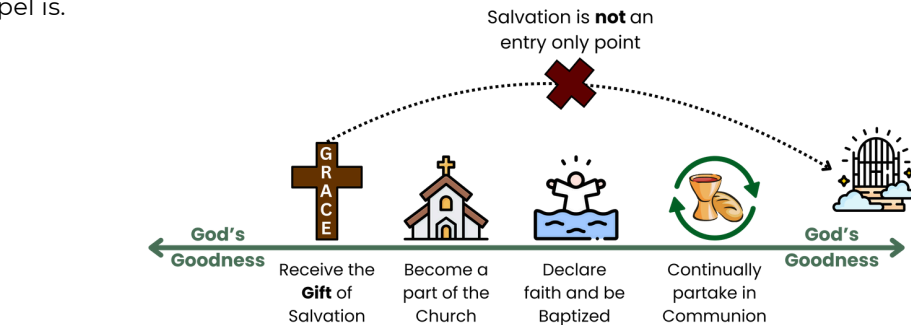 pel is.
Salvation is not an
entry only point
G
R
A
C
E
God's
Goodness
God's
Goodness
Receive the
Gift of
Salvation
Become a
part of the
Church
Declare
faith and be
Baptized
Continually
partake in
Communion